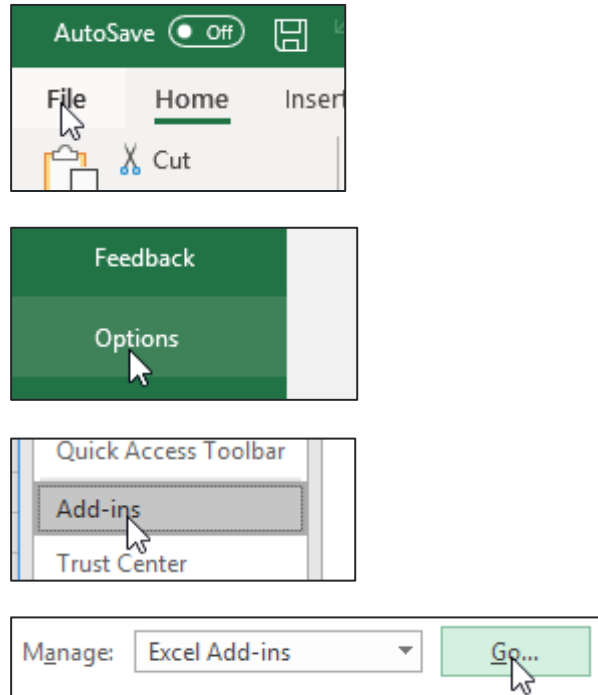 AutoSave Off
File Home Insert
Cut
Feedback
Options
Quick Access Toolbar
Add-ins
Trust Center
Manage: Excel Add-ins Go...